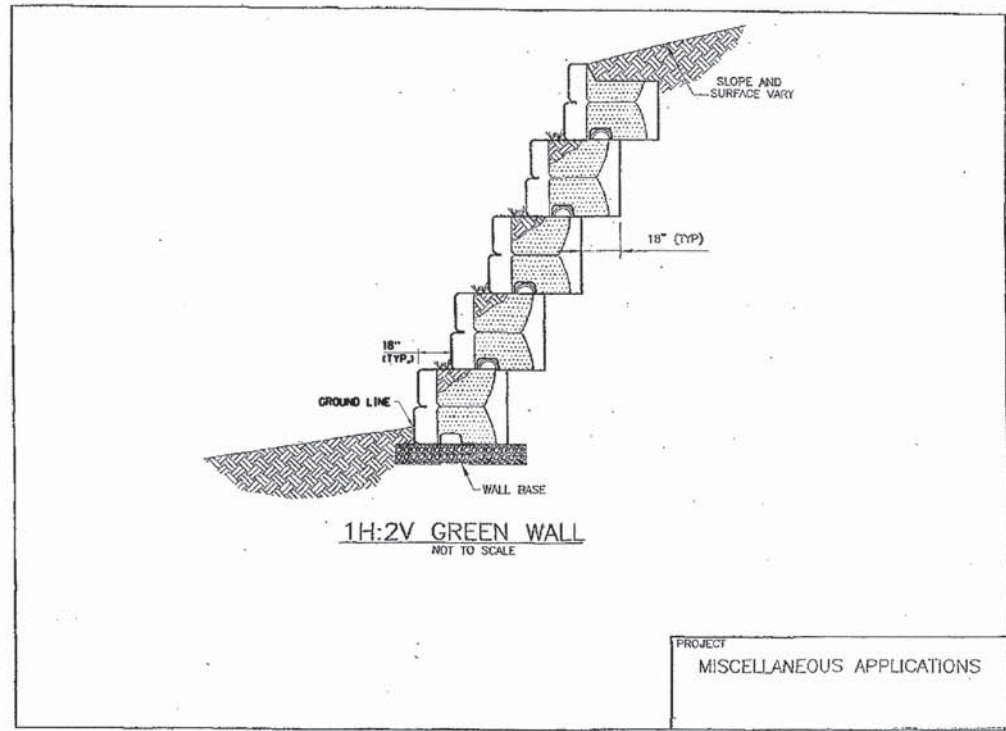 SLOPE AND
SURFACE VARY
18" (TYP)
18"
(TYP.)
GROUND LINE
WALL BASE
1H:2V GREEN WALL
NOT TO SCALE
PROJECT
MISCELLANEOUS APPLICATIONS